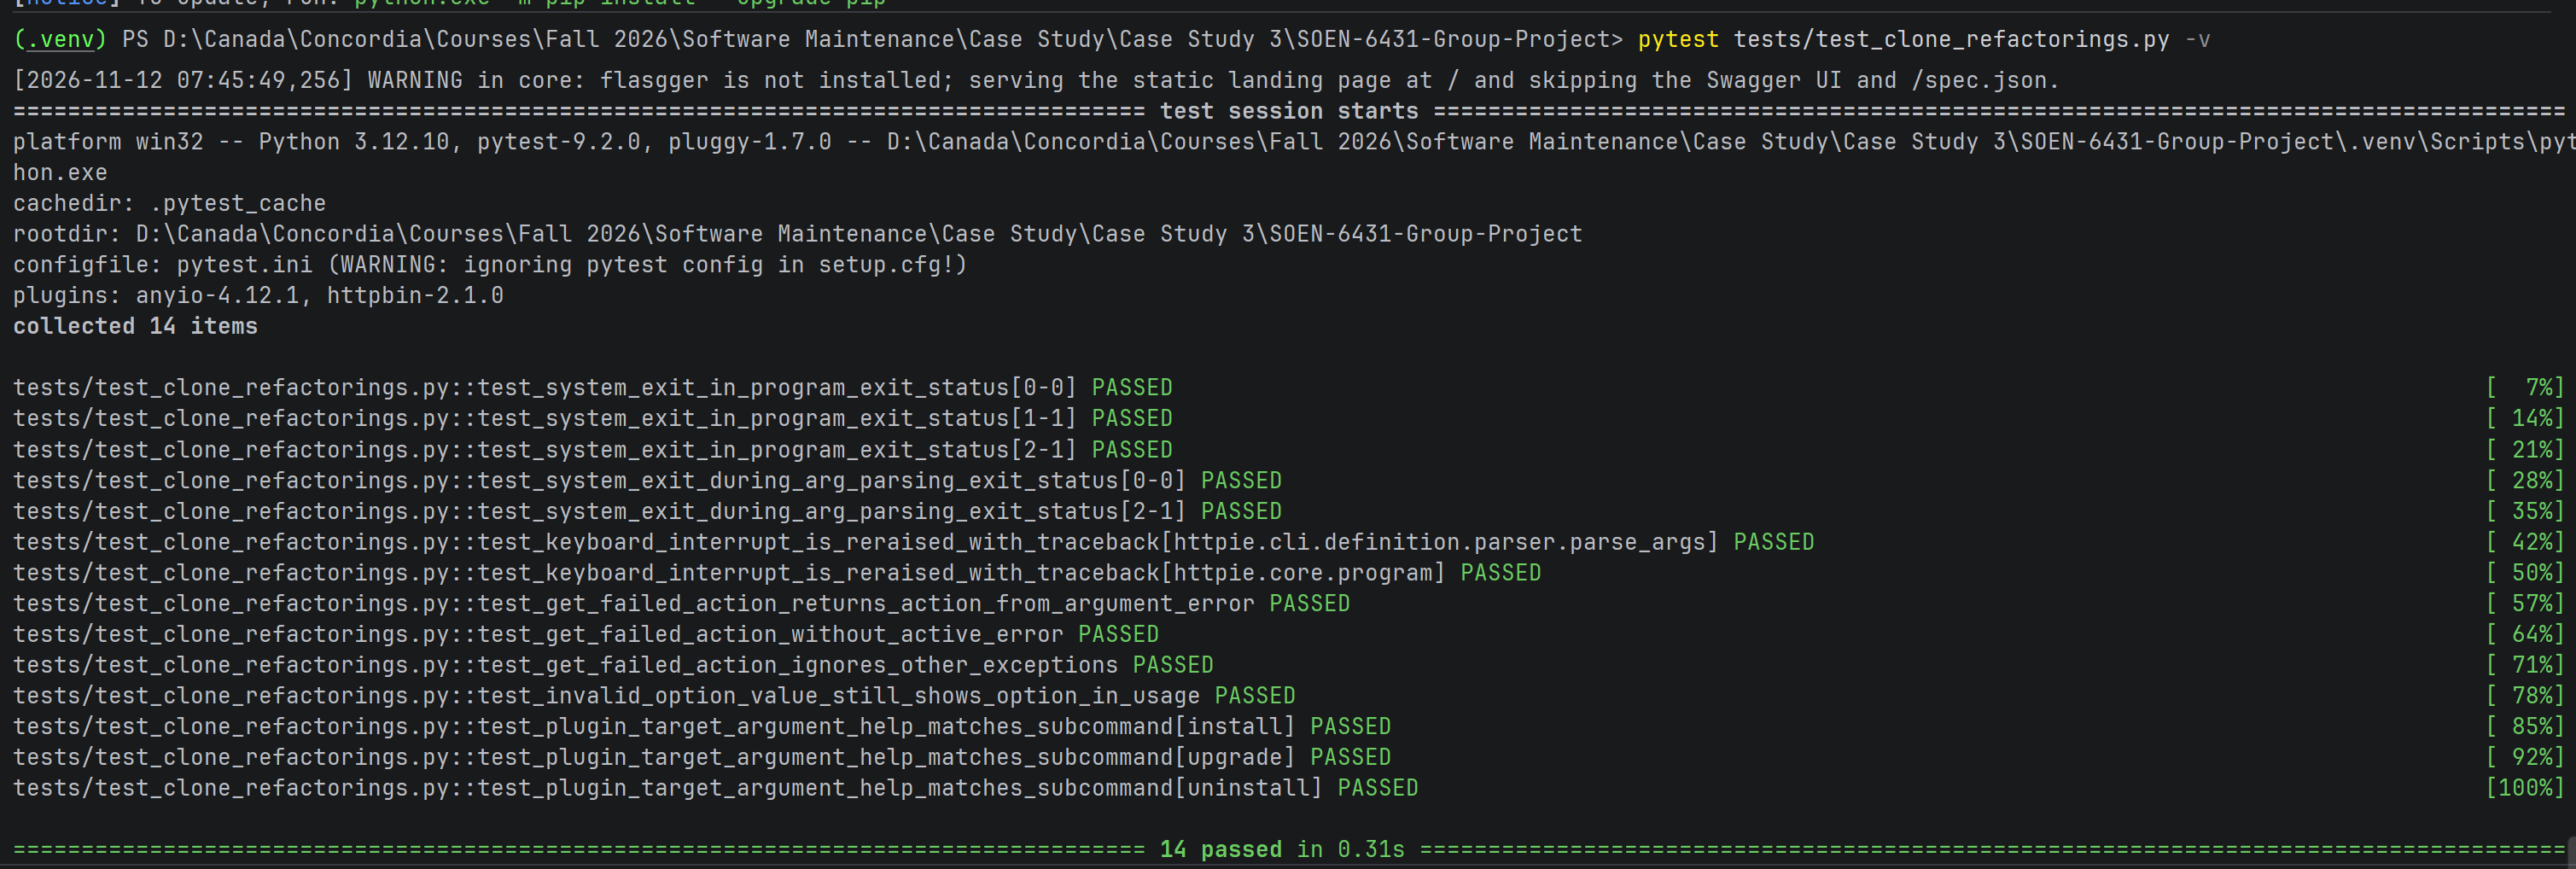 [notice] To update, run: python.exe -m pip install --upgrade pip
(.venv) PS D:\Canada\Concordia\Courses\Fall 2026\Software Maintenance\Case Study\Case Study 3\SOEN-6431-Group-Project> pytest tests/test_clone_refactorings.py -v
[2026-11-12 07:45:49,256] WARNING in core: flasgger is not installed; serving the static landing page at / and skipping the Swagger UI and /spec.json.
===================================================================================== test session starts =====================================================================================
platform win32 -- Python 3.12.10, pytest-9.2.0, pluggy-1.7.0 -- D:\Canada\Concordia\Courses\Fall 2026\Software Maintenance\Case Study\Case Study 3\SOEN-6431-Group-Project\.venv\Scripts\pyt
hon.exe
cachedir: .pytest_cache
rootdir: D:\Canada\Concordia\Courses\Fall 2026\Software Maintenance\Case Study\Case Study 3\SOEN-6431-Group-Project
configfile: pytest.ini (WARNING: ignoring pytest config in setup.cfg!)
plugins: anyio-4.12.1, httpbin-2.1.0
collected 14 items
tests/test_clone_refactorings.py::test_system_exit_in_program_exit_status[0-0] PASSED [  7%]
tests/test_clone_refactorings.py::test_system_exit_in_program_exit_status[1-1] PASSED [ 14%]
tests/test_clone_refactorings.py::test_system_exit_in_program_exit_status[2-1] PASSED [ 21%]
tests/test_clone_refactorings.py::test_system_exit_during_arg_parsing_exit_status[0-0] PASSED [ 28%]
tests/test_clone_refactorings.py::test_system_exit_during_arg_parsing_exit_status[2-1] PASSED [ 35%]
tests/test_clone_refactorings.py::test_keyboard_interrupt_is_reraised_with_traceback[httpie.cli.definition.parser.parse_args] PASSED [ 42%]
tests/test_clone_refactorings.py::test_keyboard_interrupt_is_reraised_with_traceback[httpie.core.program] PASSED [ 50%]
tests/test_clone_refactorings.py::test_get_failed_action_returns_action_from_argument_error PASSED [ 57%]
tests/test_clone_refactorings.py::test_get_failed_action_without_active_error PASSED [ 64%]
tests/test_clone_refactorings.py::test_get_failed_action_ignores_other_exceptions PASSED [ 71%]
tests/test_clone_refactorings.py::test_invalid_option_value_still_shows_option_in_usage PASSED [ 78%]
tests/test_clone_refactorings.py::test_plugin_target_argument_help_matches_subcommand[install] PASSED [ 85%]
tests/test_clone_refactorings.py::test_plugin_target_argument_help_matches_subcommand[upgrade] PASSED [ 92%]
tests/test_clone_refactorings.py::test_plugin_target_argument_help_matches_subcommand[uninstall] PASSED [100%]
===================================================================================== 14 passed in 0.31s ======================================================================================